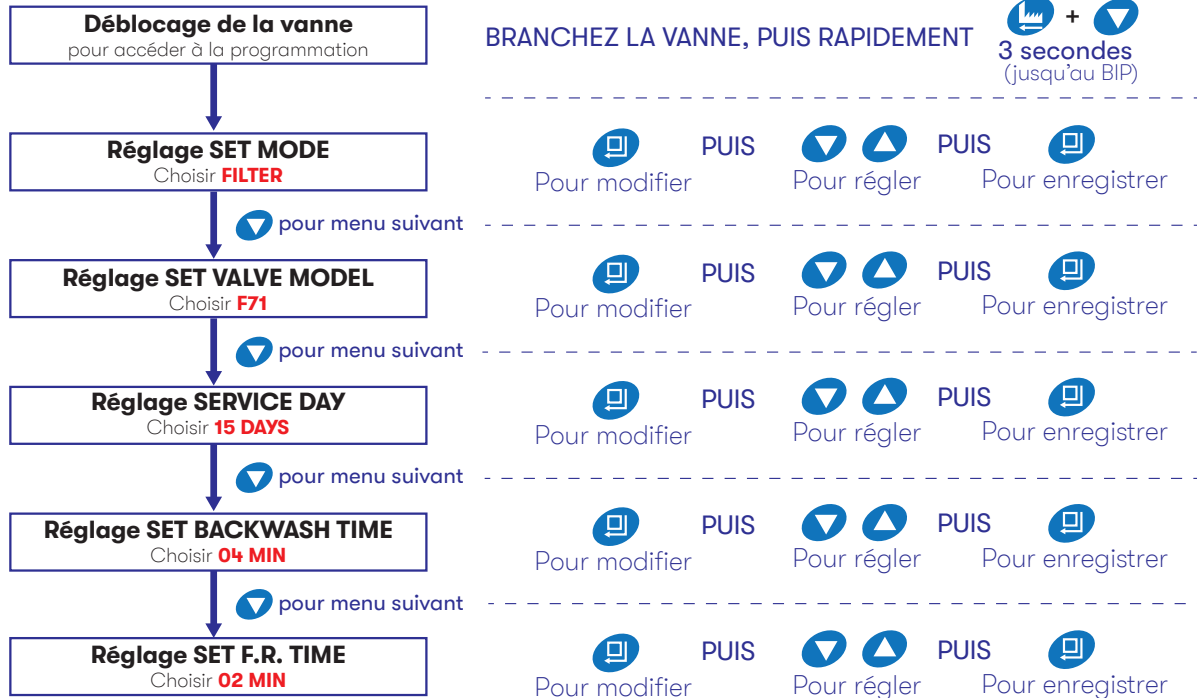 Déblocage de la vanne
pour accéder à la programmation
BRANCHEZ LA VANNE, PUIS RAPIDEMENT
+
3 secondes
(jusqu'au BIP)
Réglage SET MODE
Choisir FILTER
PUIS PUIS
Pour modifier Pour régler Pour enregistrer
pour menu suivant
Réglage SET VALVE MODEL
Choisir F71
PUIS PUIS
Pour modifier Pour régler Pour enregistrer
pour menu suivant
Réglage SERVICE DAY
Choisir 15 DAYS
PUIS PUIS
Pour modifier Pour régler Pour enregistrer
pour menu suivant
Réglage SET BACKWASH TIME
Choisir 04 MIN
PUIS PUIS
Pour modifier Pour régler Pour enregistrer
pour menu suivant
Réglage SET F.R. TIME
Choisir 02 MIN
PUIS PUIS
Pour modifier Pour régler Pour enregistrer